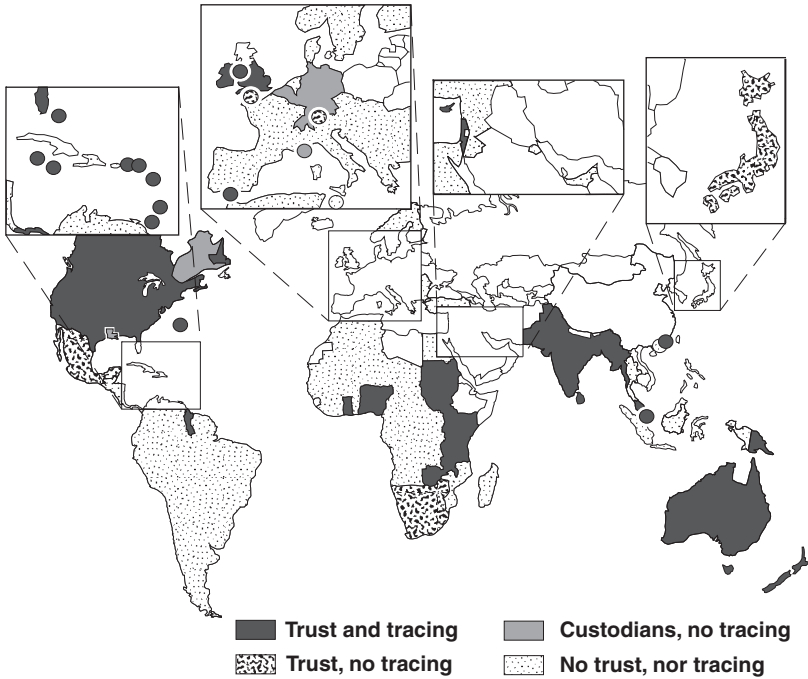 Trust and tracing
Custodians, no tracing
Trust, no tracing
No trust, nor tracing